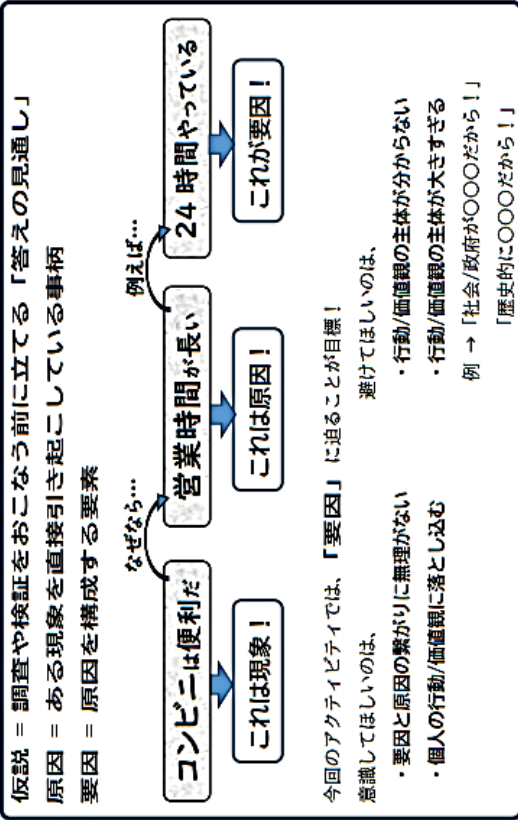 仮説 = 調査や検証をおこなう前に立てる「答えの見通し」
原因 = ある現象を直接引き起こしている事柄
要因 = 原因を構成する要素
なぜなら…
例えば…
コンビニは便利だ
営業時間が長い
24 時間やっている
これは現象！
これは原因！
これが要因！
今回のアクティビティでは、「要因」に迫ることが目標！
意識してほしいのは、
・要因と原因の繋がりに無理がない
・個人の行動/価値観に落とし込む
避けてほしいのは、
・行動/価値観の主体が分からない
・行動/価値観の主体が大きすぎる
例 → 「社会/政府が〇〇〇だから！」
「歴史的に〇〇〇だから！」